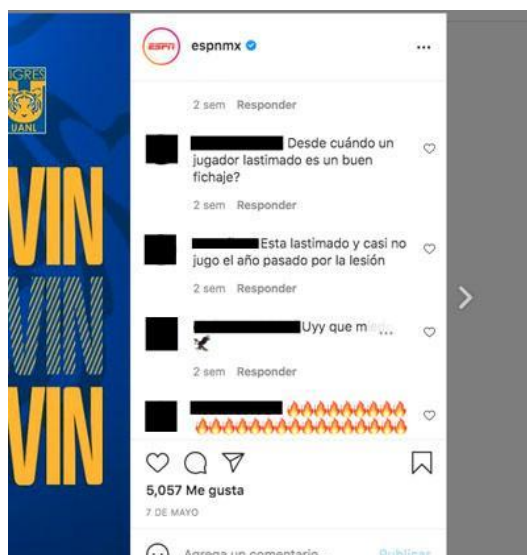 TIGRES
UANL
VIN
VIN
VIN
ESPN
espnmx
2 sem Responder
Desde cuándo un
jugador lastimado es un buen
fichaje?
2 sem Responder
Esta lastimado y casi no
jugo el año pasado por la lesión
2 sem Responder
Uyy que
2 sem Responder
5,057 Me gusta
7 DE MAYO
Agrega un comentario...
Publicar